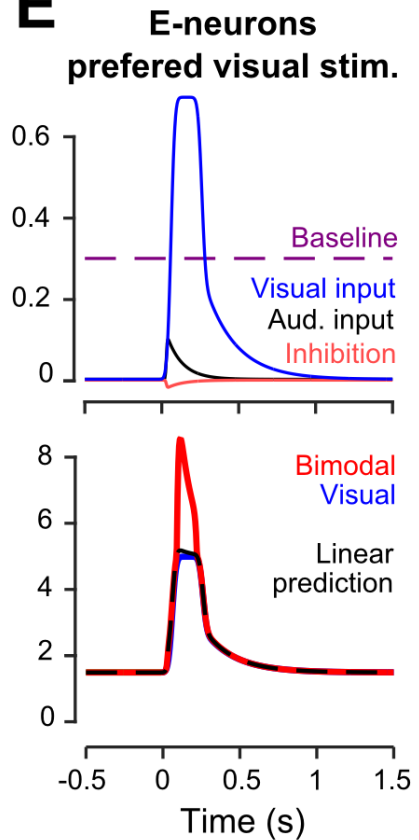 E
E-neurons
prefered visual stim.
0.6
0.4
0.2
0
Baseline
Visual input
Aud. input
Inhibition
8
6
4
2
0
Bimodal
Visual
Linear
prediction
-0.5 0 0.5 1 1.5
Time (s)